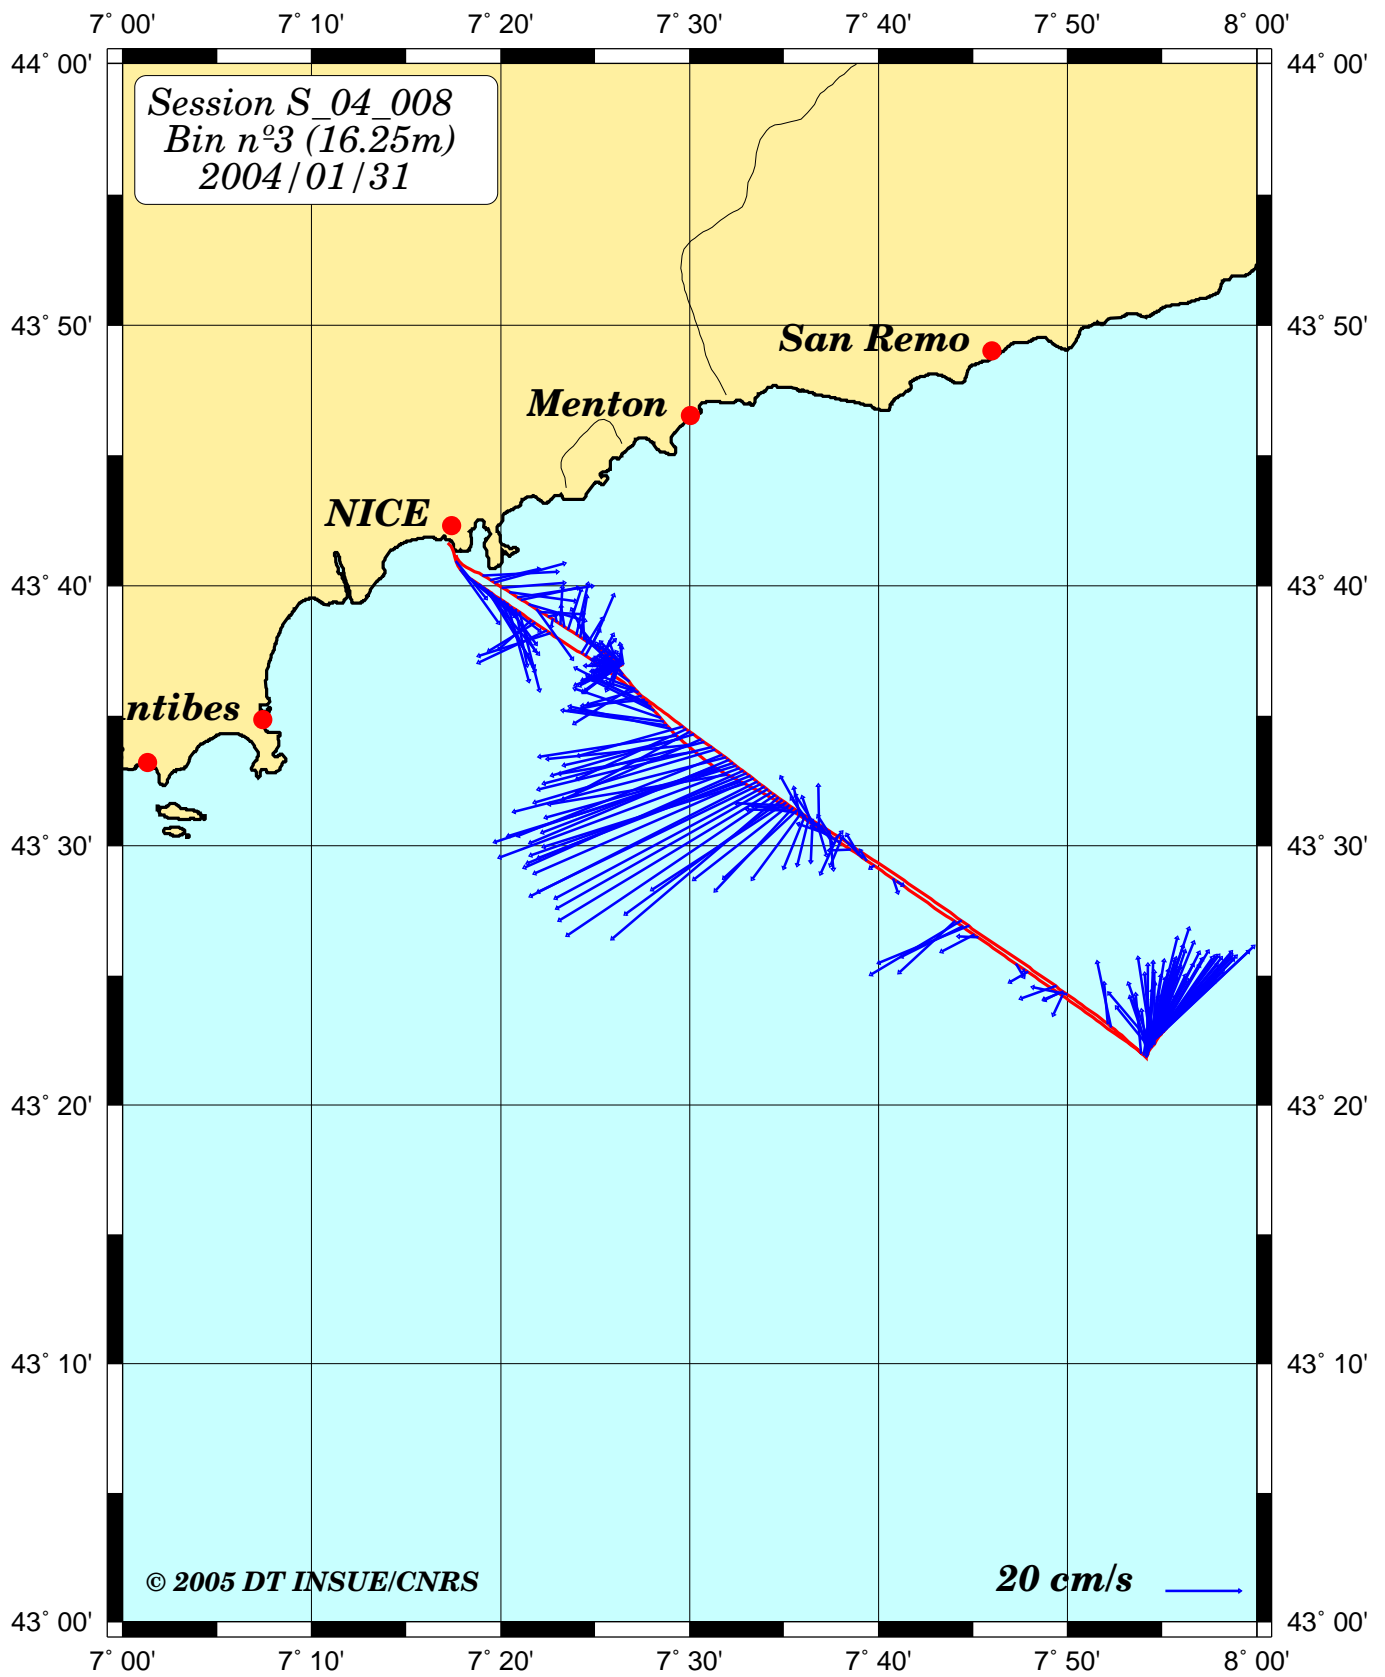 7° 00' 7° 10' 7° 20' 7° 30' 7° 40' 7° 50' 8° 00'
44° 00' 44° 00'
Session S_04_008
Bin nº3 (16.25m)
2004/01/31
43° 50' 43° 50'
San Remo
Menton
NICE
43° 40' 43° 40'
ntibes
43° 30' 43° 30'
43° 20' 43° 20'
43° 10' 43° 10'
© 2005 DT INSUE/CNRS
20 cm/s
43° 00' 43° 00'
7° 00' 7° 10' 7° 20' 7° 30' 7° 40' 7° 50' 8° 00'